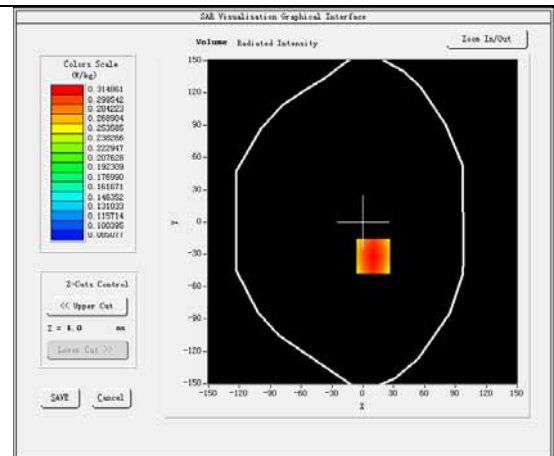 SAR Visualisation Graphical Interface
Volume Radiated Intensity
Zoom In/Out
Colors Scale
(W/kg)
0.314861
0.299542
0.284223
0.268904
0.253585
0.238266
0.222947
0.207628
0.192309
0.176990
0.161671
0.146352
0.131033
0.115714
0.100395
0.085077
Z-Cuts Control
<< Upper Cut
Z = 4.0 mm
Lower Cut >>
SAVE
Cancel
150
120
90
60
30
0
-30
-60
-90
-120
-150
Y
-150 -120 -90 -60 -30 0 30 60 90 120 150
X